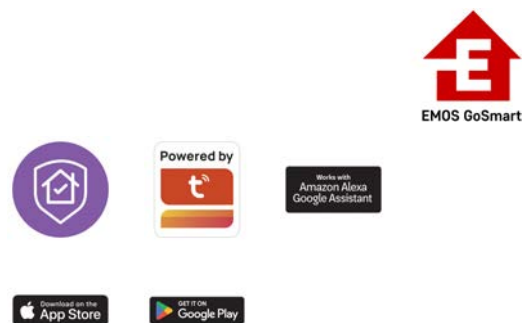 E
EMOS GoSmart
Powered by
t
Works with
Amazon Alexa
Google Assistant
Download on the
App Store
GET IT ON
Google Play